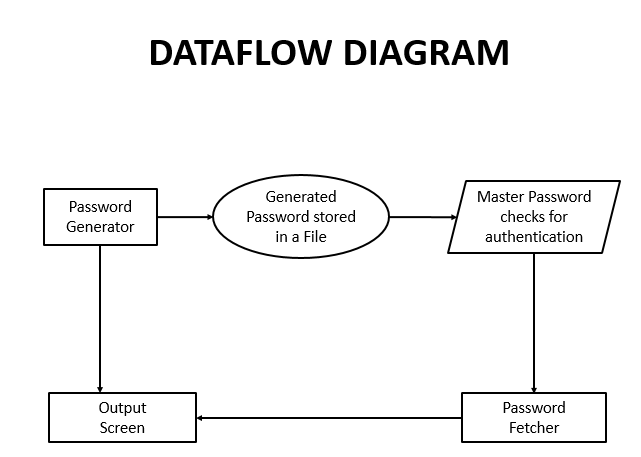 DATAFLOW DIAGRAM
Password
Generator
Generated
Password stored
in a File
Master Password
checks for
authentication
Output
Screen
Password
Fetcher